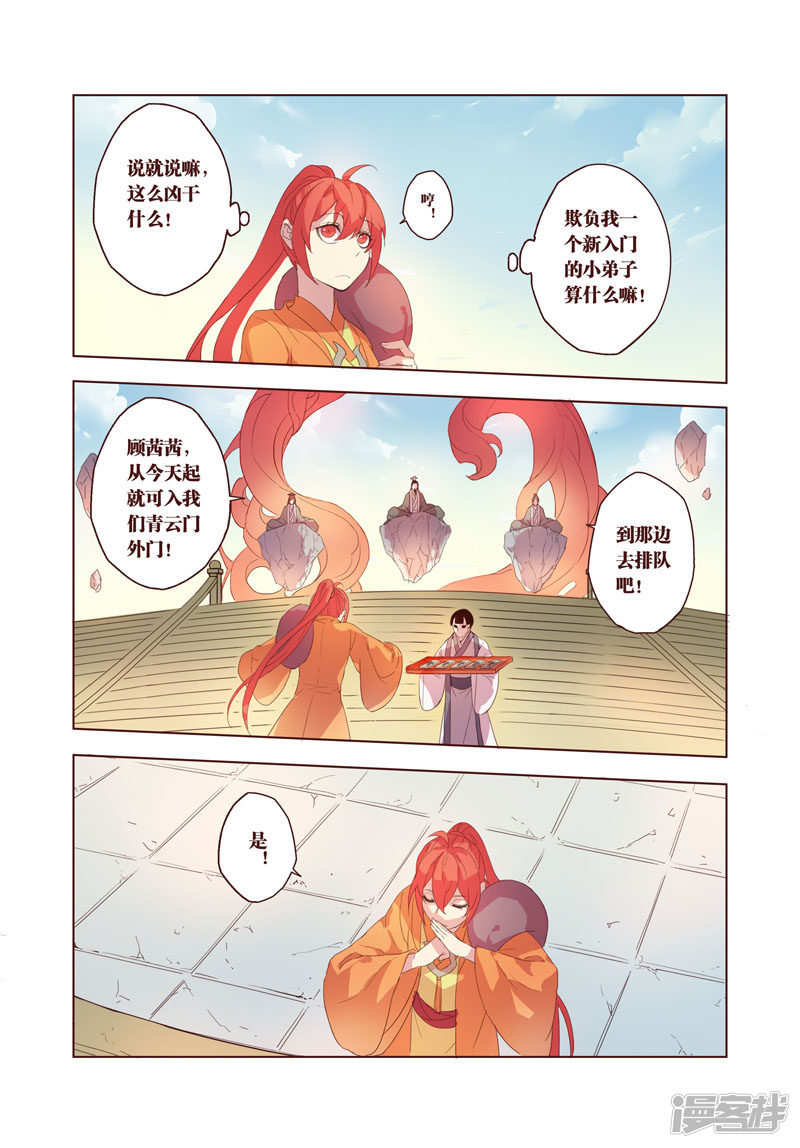 说就说嘛，
这么凶干
什么！
哼！
欺负我一
个新入门
的小弟子
算什么嘛！
顾茜茜，
从今天起
就可入我
们青云门
外门！
到那边
去排队
吧！
是！
漫客栈